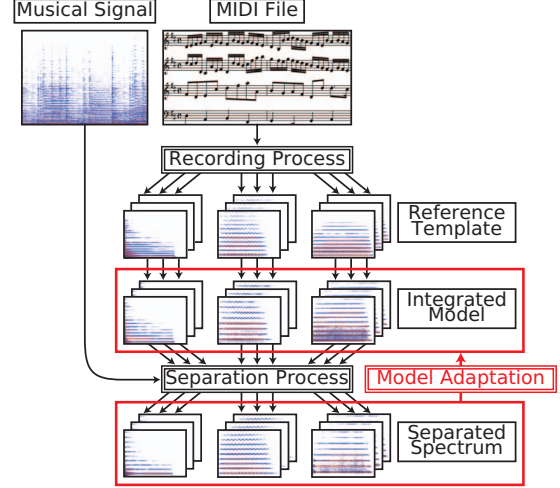 Musical Signal
MIDI File
Recording Process
Reference
Template
Integrated
Model
Separation Process
Model Adaptation
Separated
Spectrum